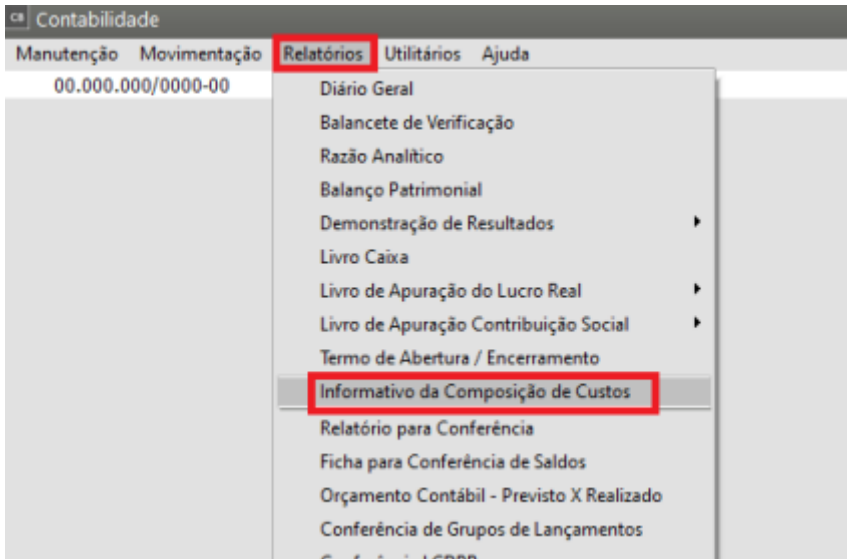 CB Contabilidade
Manutenção Movimentação Relatórios Utilitários Ajuda
00.000.000/0000-00
Diário Geral
Balancete de Verificação
Razão Analítico
Balanço Patrimonial
Demonstração de Resultados
Livro Caixa
Livro de Apuração do Lucro Real
Livro de Apuração Contribuição Social
Termo de Abertura / Encerramento
Informativo da Composição de Custos
Relatório para Conferência
Ficha para Conferência de Saldos
Orçamento Contábil - Previsto X Realizado
Conferência de Grupos de Lançamentos